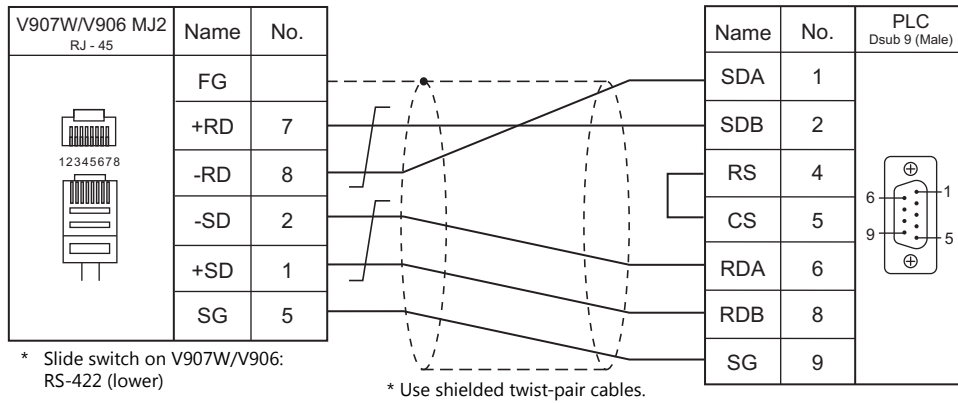 V907W/V906 MJ2 Name No.
RJ - 45
FG
+RD 7
-RD 8
-SD 2
+SD 1
SG 5
12345678
* Slide switch on V907W/V906:
RS-422 (lower)
* Use shielded twist-pair cables.
Name No. PLC
Dsub 9 (Male)
SDA 1
SDB 2
RS 4
CS 5
RDA 6
RDB 8
SG 9
6 1
9 5